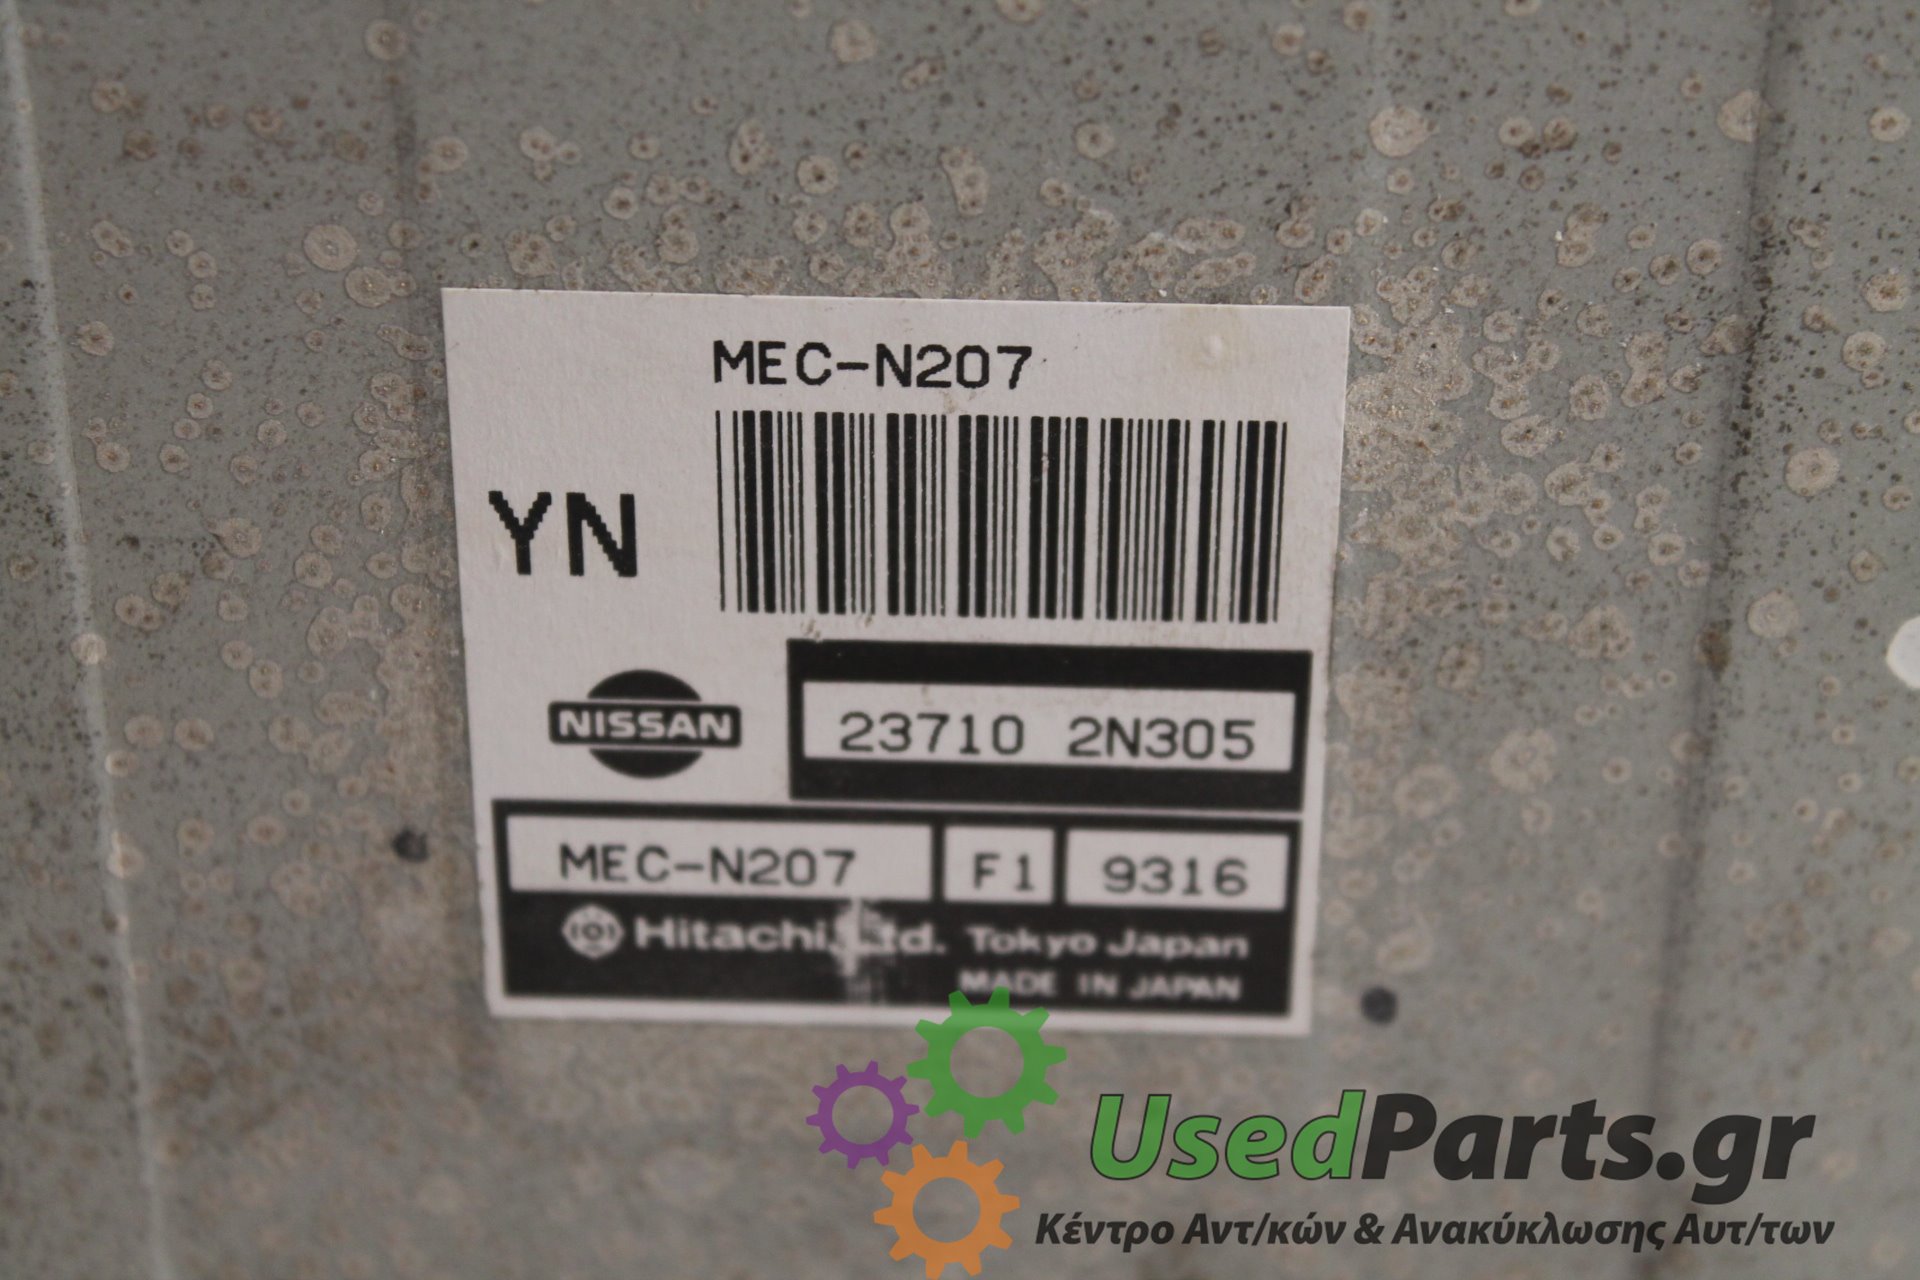 MEC-N207
YN
NISSAN
23710 2N305
MEC-N207 F1 9316
Hitachi, Ltd. Tokyo Japan
MADE IN JAPAN
UsedParts.gr
Κέντρο Αντ/κών & Ανακύκλωσης Αυτ/των